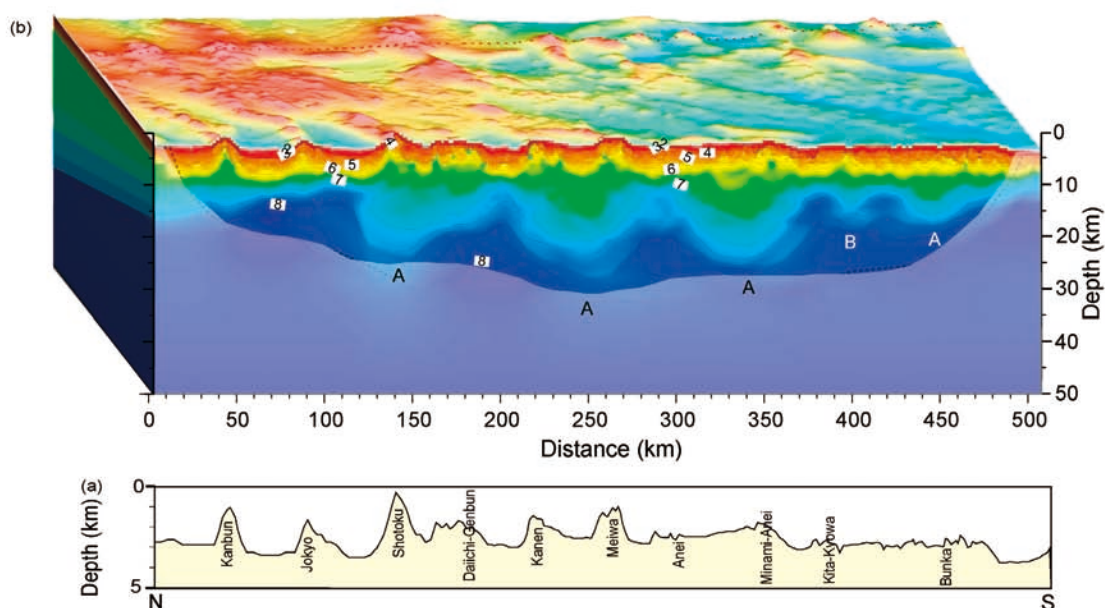 (b)
0
10
20
30
40
50
Depth (km)
2
3
4
3
2
4
5
6
7
6
5
7
8
8
B
A
A
A
A
0 50 100 150 200 250 300 350 400 450 500
Distance (km)
(a)
0
5
Depth (km)
Kanbun
Jokyo
Shotoku
Daiichi-Genbun
Kanen
Meiwa
Anei
Minami-Anei
Kita-Kyowa
Bunka
N S